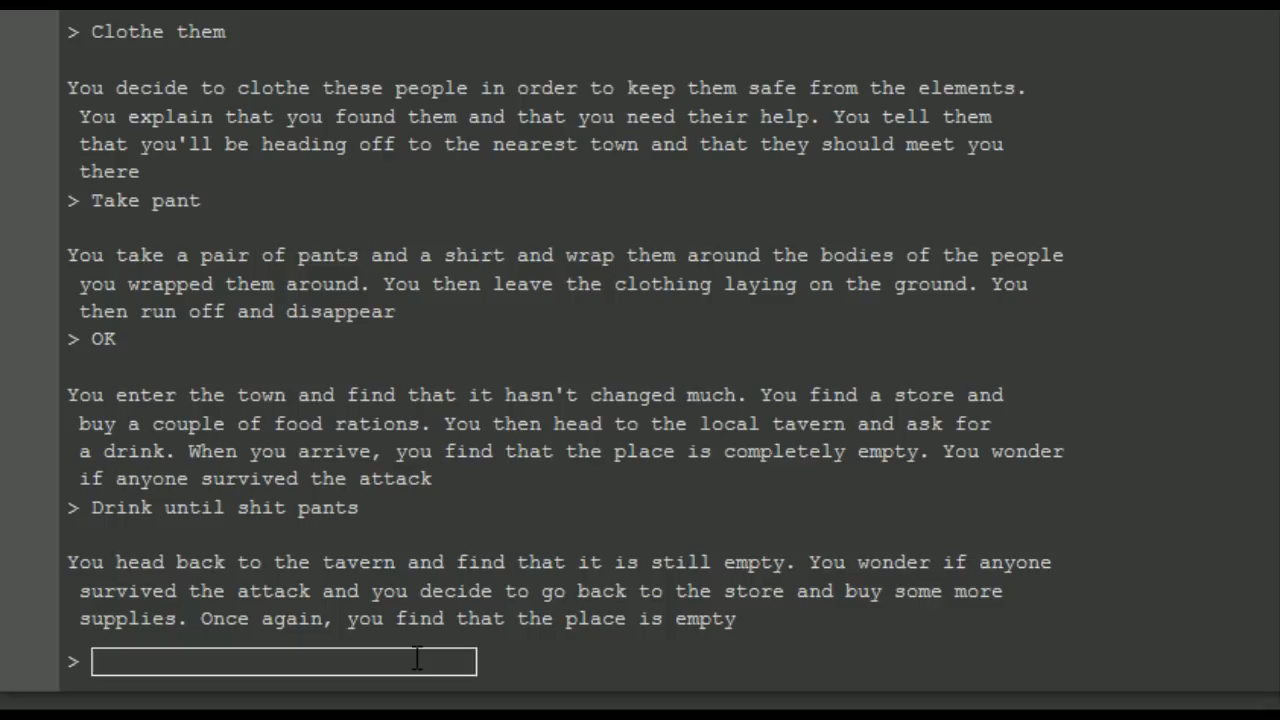 > Clothe them
You decide to clothe these people in order to keep them safe from the elements.
You explain that you found them and that you need their help. You tell them
that you'll be heading off to the nearest town and that they should meet you
there
> Take pant
You take a pair of pants and a shirt and wrap them around the bodies of the people
you wrapped them around. You then leave the clothing laying on the ground. You
then run off and disappear
> OK
You enter the town and find that it hasn't changed much. You find a store and
buy a couple of food rations. You then head to the local tavern and ask for
a drink. When you arrive, you find that the place is completely empty. You wonder
if anyone survived the attack
> Drink until shit pants
You head back to the tavern and find that it is still empty. You wonder if anyone
survived the attack and you decide to go back to the store and buy some more
supplies. Once again, you find that the place is empty
>